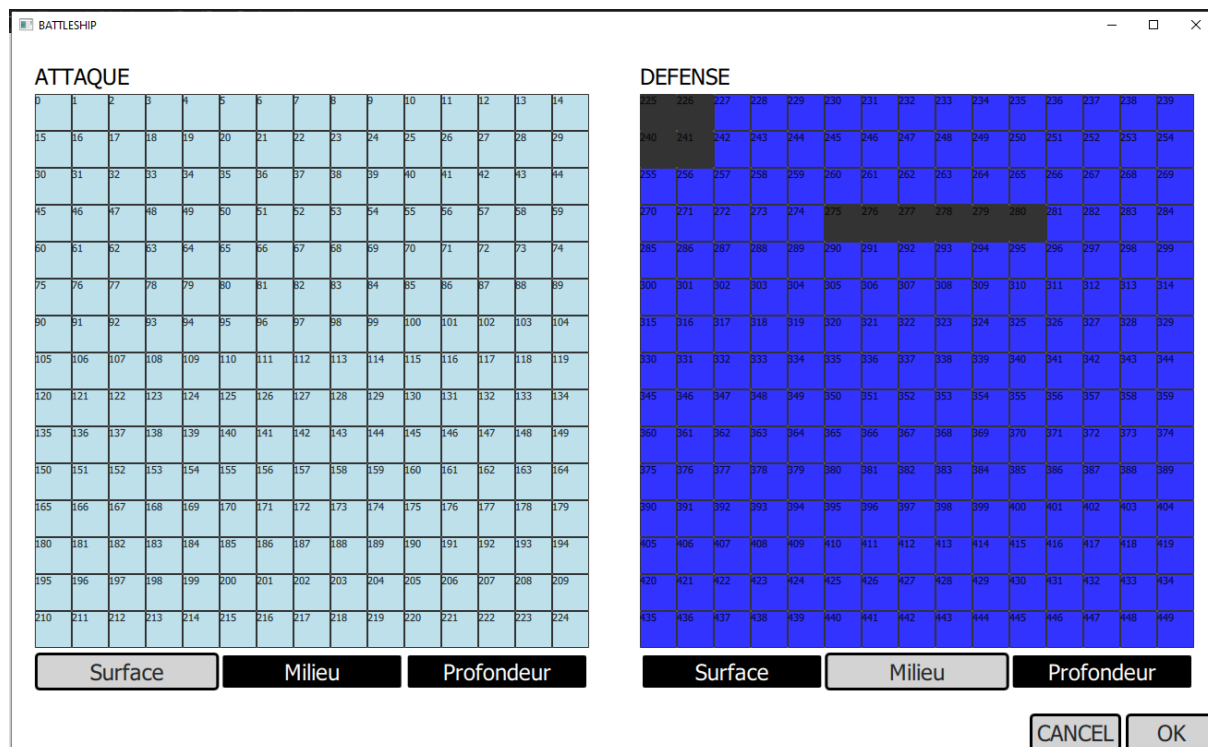 BATTLESHIP
ATTAQUE
DEFENSE
0 1 2 3 4 5 6 7 8 9 10 11 12 13 14
225 226 227 228 229 230 231 232 233 234 235 236 237 238 239
15 16 17 18 19 20 21 22 23 24 25 26 27 28 29
240 241 242 243 244 245 246 247 248 249 250 251 252 253 254
30 31 32 33 34 35 36 37 38 39 40 41 42 43 44
255 256 257 258 259 260 261 262 263 264 265 266 267 268 269
45 46 47 48 49 50 51 52 53 54 55 56 57 58 59
270 271 272 273 274 275 276 277 278 279 280 281 282 283 284
60 61 62 63 64 65 66 67 68 69 70 71 72 73 74
285 286 287 288 289 290 291 292 293 294 295 296 297 298 299
75 76 77 78 79 80 81 82 83 84 85 86 87 88 89
300 301 302 303 304 305 306 307 308 309 310 311 312 313 314
90 91 92 93 94 95 96 97 98 99 100 101 102 103 104
315 316 317 318 319 320 321 322 323 324 325 326 327 328 329
105 106 107 108 109 110 111 112 113 114 115 116 117 118 119
330 331 332 333 334 335 336 337 338 339 340 341 342 343 344
120 121 122 123 124 125 126 127 128 129 130 131 132 133 134
345 346 347 348 349 350 351 352 353 354 355 356 357 358 359
135 136 137 138 139 140 141 142 143 144 145 146 147 148 149
360 361 362 363 364 365 366 367 368 369 370 371 372 373 374
150 151 152 153 154 155 156 157 158 159 160 161 162 163 164
375 376 377 378 379 380 381 382 383 384 385 386 387 388 389
165 166 167 168 169 170 171 172 173 174 175 176 177 178 179
390 391 392 393 394 395 396 397 398 399 400 401 402 403 404
180 181 182 183 184 185 186 187 188 189 190 191 192 193 194
405 406 407 408 409 410 411 412 413 414 415 416 417 418 419
195 196 197 198 199 200 201 202 203 204 205 206 207 208 209
420 421 422 423 424 425 426 427 428 429 430 431 432 433 434
210 211 212 213 214 215 216 217 218 219 220 221 222 223 224
435 436 437 438 439 440 441 442 443 444 445 446 447 448 449
Surface Milieu Profondeur
Surface Milieu Profondeur
CANCEL OK